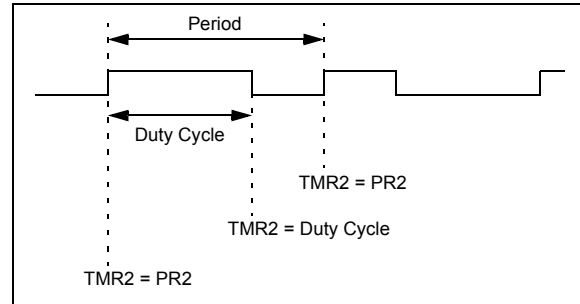 Period
Duty Cycle
TMR2 = PR2
TMR2 = Duty Cycle
TMR2 = PR2